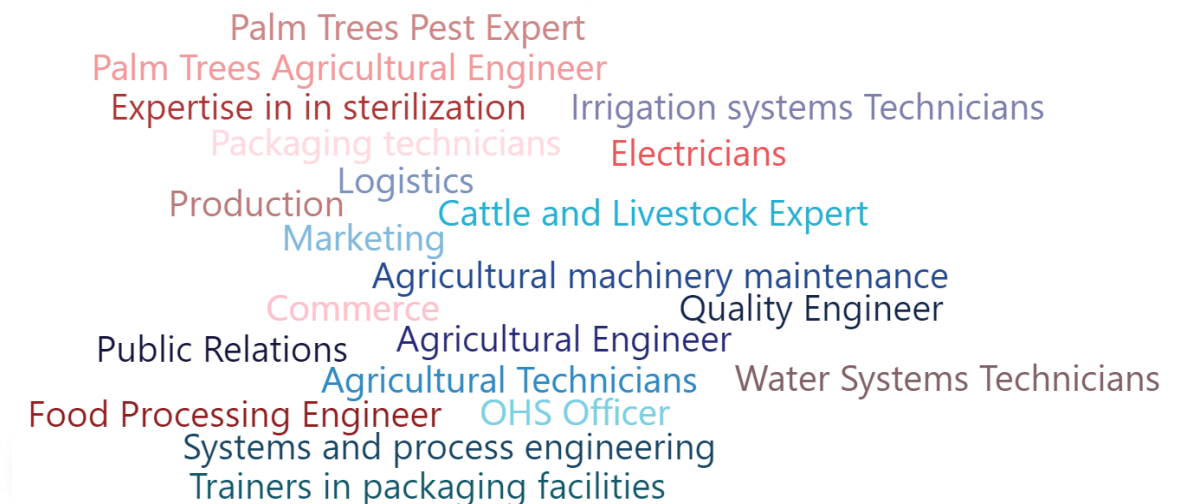 Palm Trees Pest Expert
Palm Trees Agricultural Engineer
Expertise in in sterilization
Irrigation systems Technicians
Packaging technicians
Electricians
Logistics
Production
Cattle and Livestock Expert
Marketing
Agricultural machinery maintenance
Commerce
Quality Engineer
Public Relations
Agricultural Engineer
Agricultural Technicians
Water Systems Technicians
Food Processing Engineer
OHS Officer
Systems and process engineering
Trainers in packaging facilities